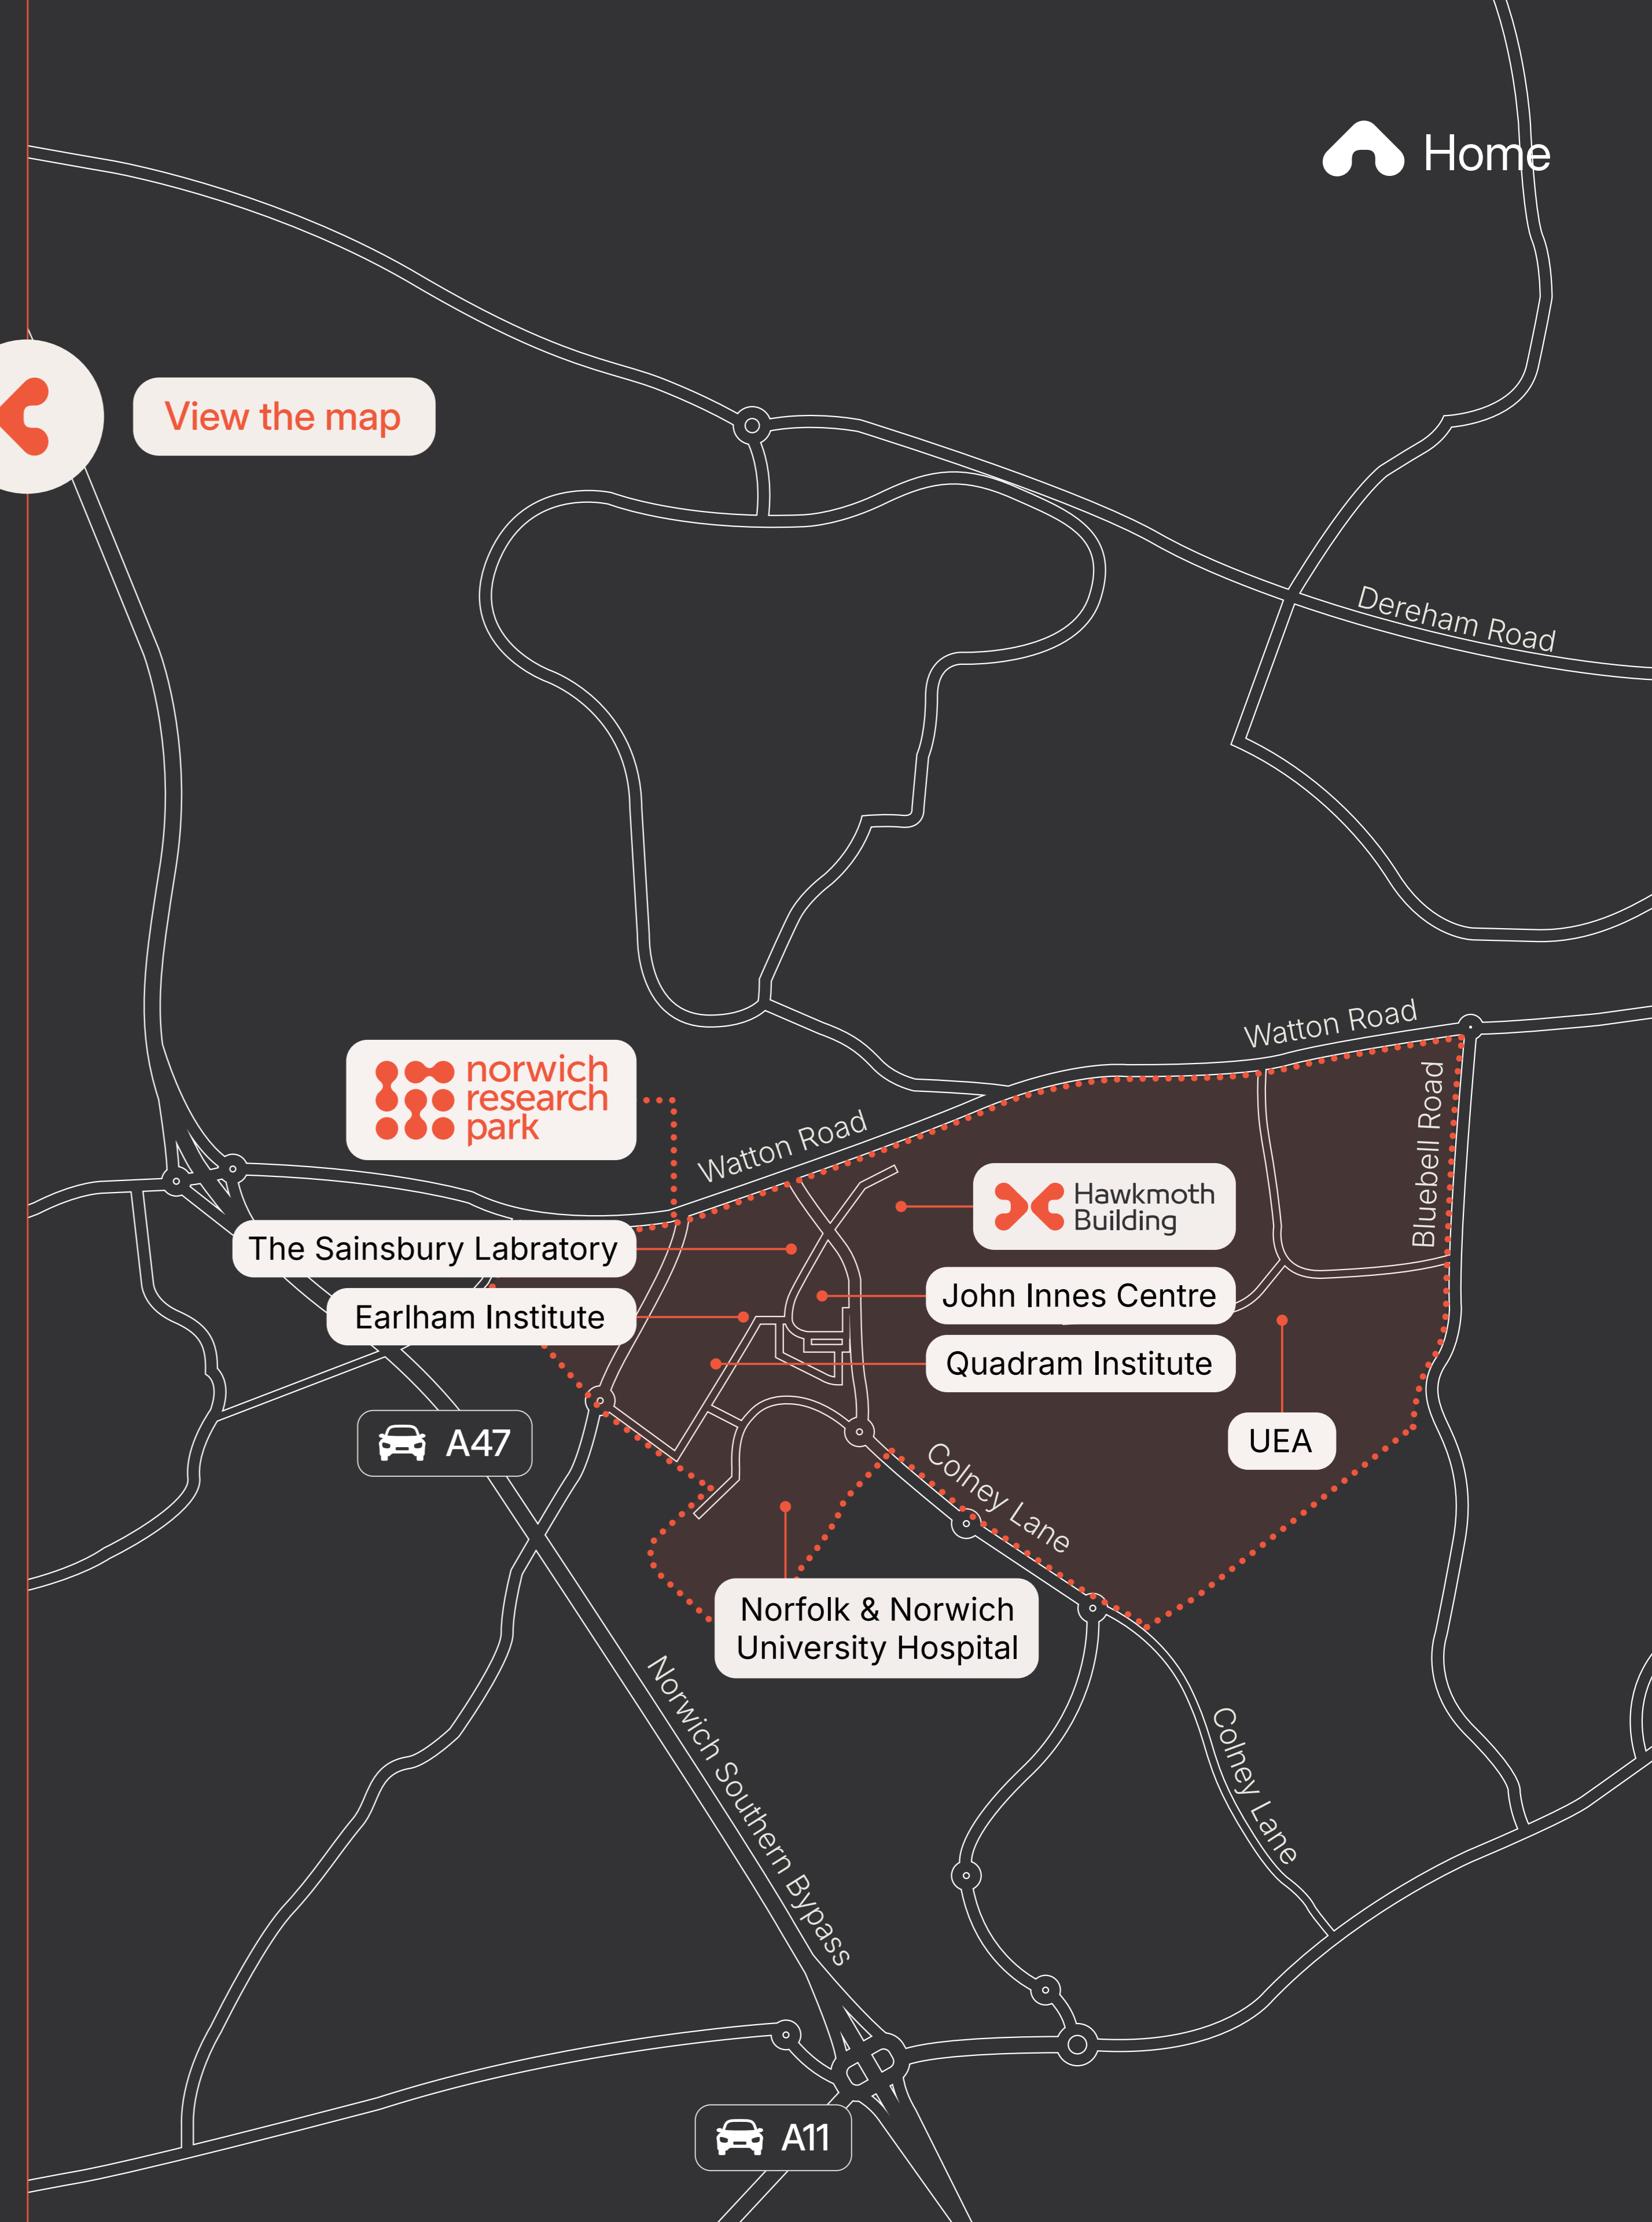 Home
View the map
Dereham Road
Watton Road
norwich
research
park
Bluebell Road
Watton Road
Hawkmoth
Building
The Sainsbury Labratory
John Innes Centre
Earlham Institute
Quadram Institute
UEA
A47
Colney Lane
Norfolk & Norwich
University Hospital
Norwich Southern Bypass
Colney Lane
A11